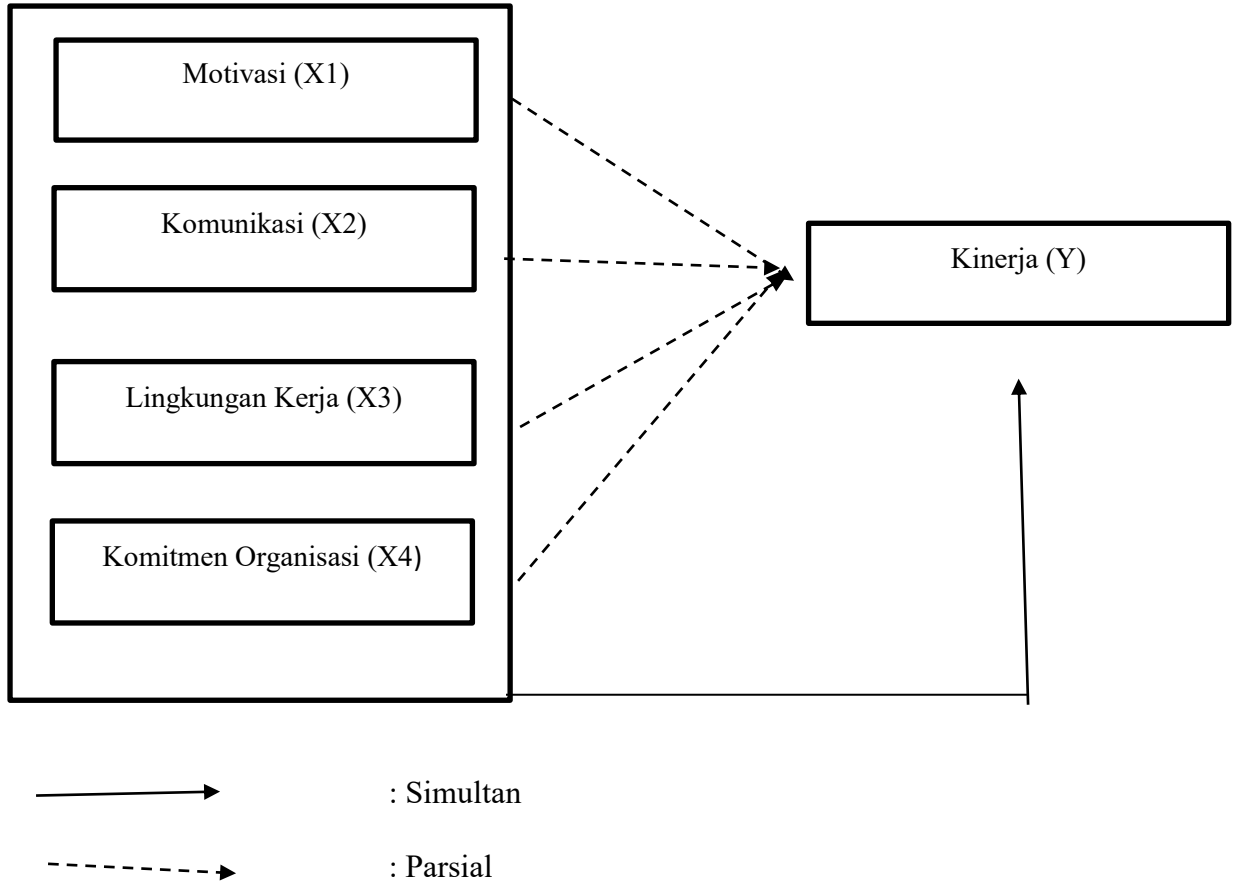 Motivasi (X1)
Komunikasi (X2)
Kinerja (Y)
Lingkungan Kerja (X3)
Komitmen Organisasi (X4)
: Simultan
: Parsial